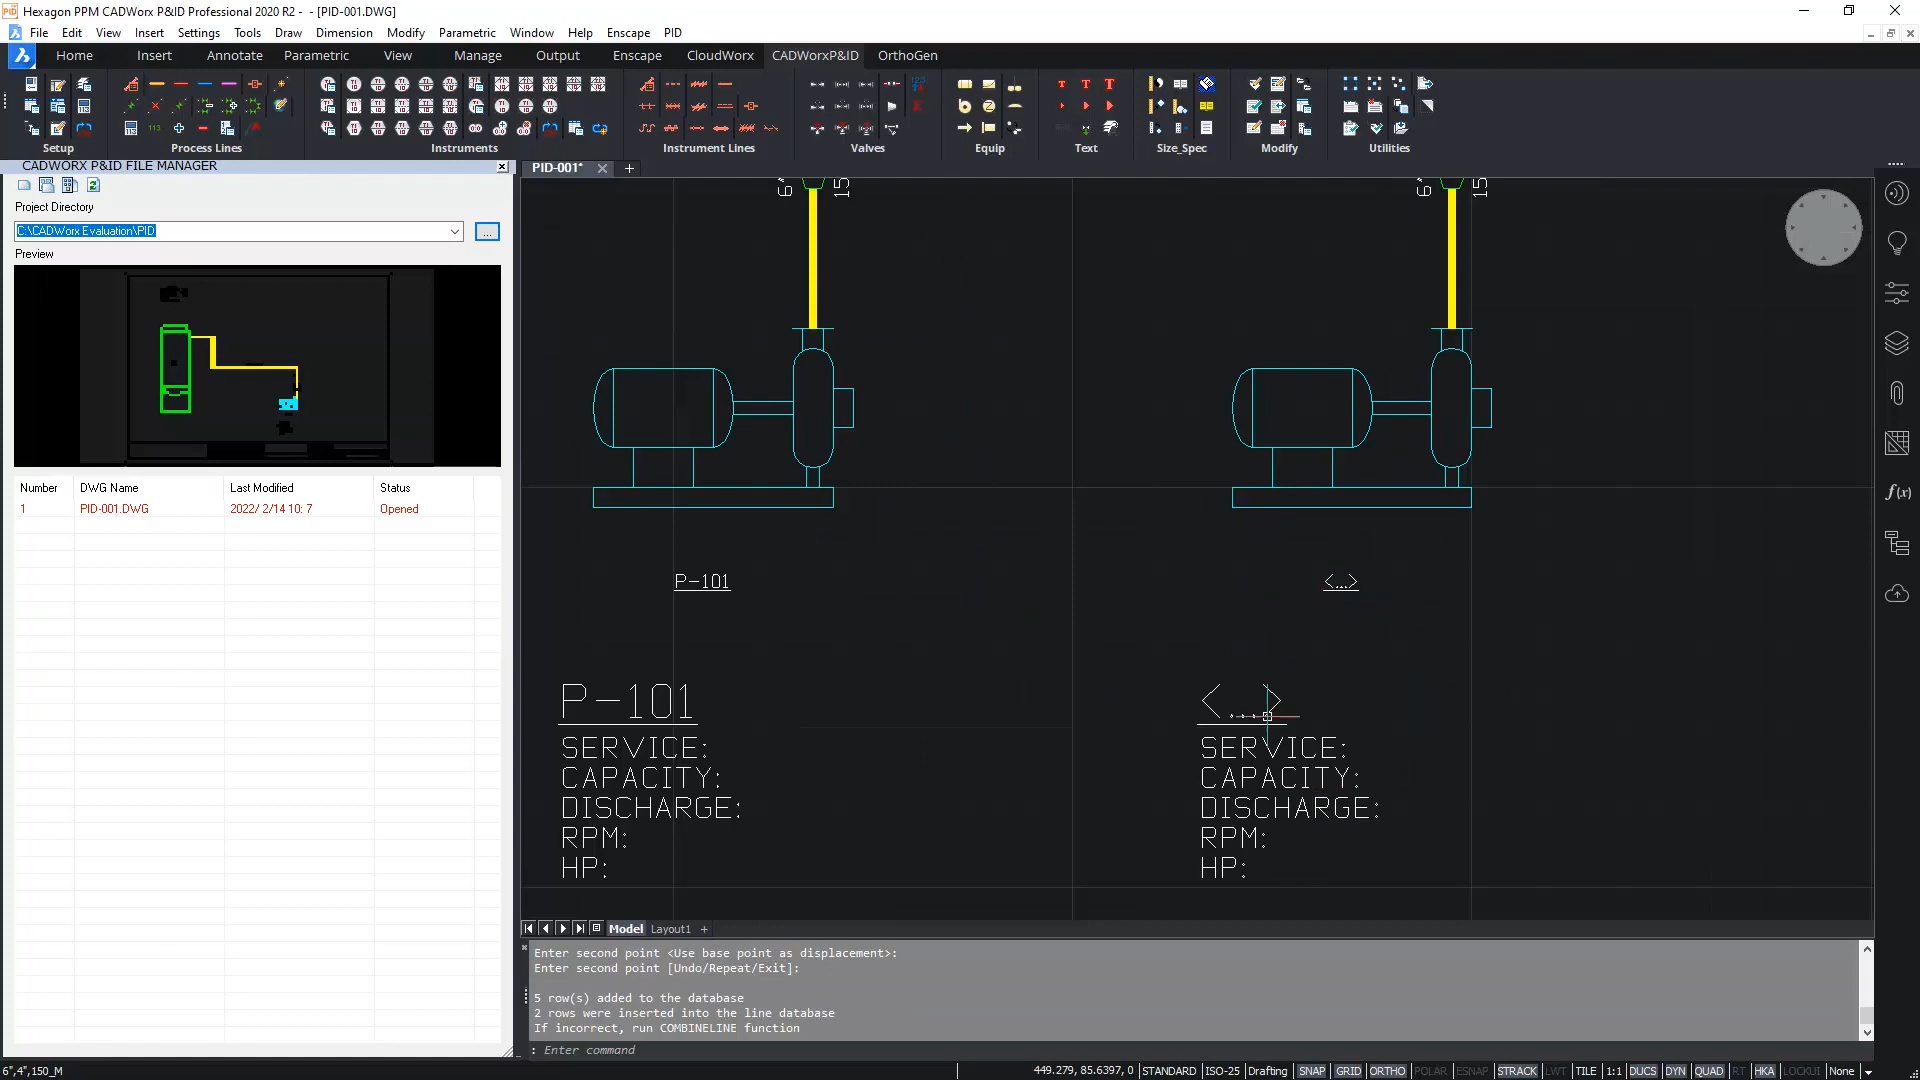 Hexagon PPM CADWorx P&ID Professional 2020 R2 - - [PID-001.DWG]
File Edit View Insert Settings Tools Draw Dimension Modify Parametric Window Help Enscape PID
Home Insert Annotate Parametric View Manage Output Enscape CloudWorx CADWorxP&ID OrthoGen
Setup Process Lines Instruments Instrument Lines Valves Equip Text Size_Spec Modify Utilities
CADWORX P&ID FILE MANAGER
PID-001*
Project Directory
C:\CADWorx Evaluation\PID
...
Preview
Number DWG Name Last Modified Status
1 PID-001.DWG 2022/ 2/14 10: 7 Opened
6" 15
6" 15
P-101
<...>
P-101
SERVICE:
CAPACITY:
DISCHARGE:
RPM:
HP:
<...>
SERVICE:
CAPACITY:
DISCHARGE:
RPM:
HP:
Model Layout1 +
Enter second point <Use base point as displacement>:
Enter second point [Undo/Repeat/Exit]:
5 row(s) added to the database
2 rows were inserted into the line database
If incorrect, run COMBINELINE function
: Enter command
6",4",150_M
449.279, 85.6397, 0 STANDARD ISO-25 Drafting SNAP GRID ORTHO POLAR ESNAP STRACK LWT TILE 1:1 DUCS DYN QUAD RT HKA LOCKUI None